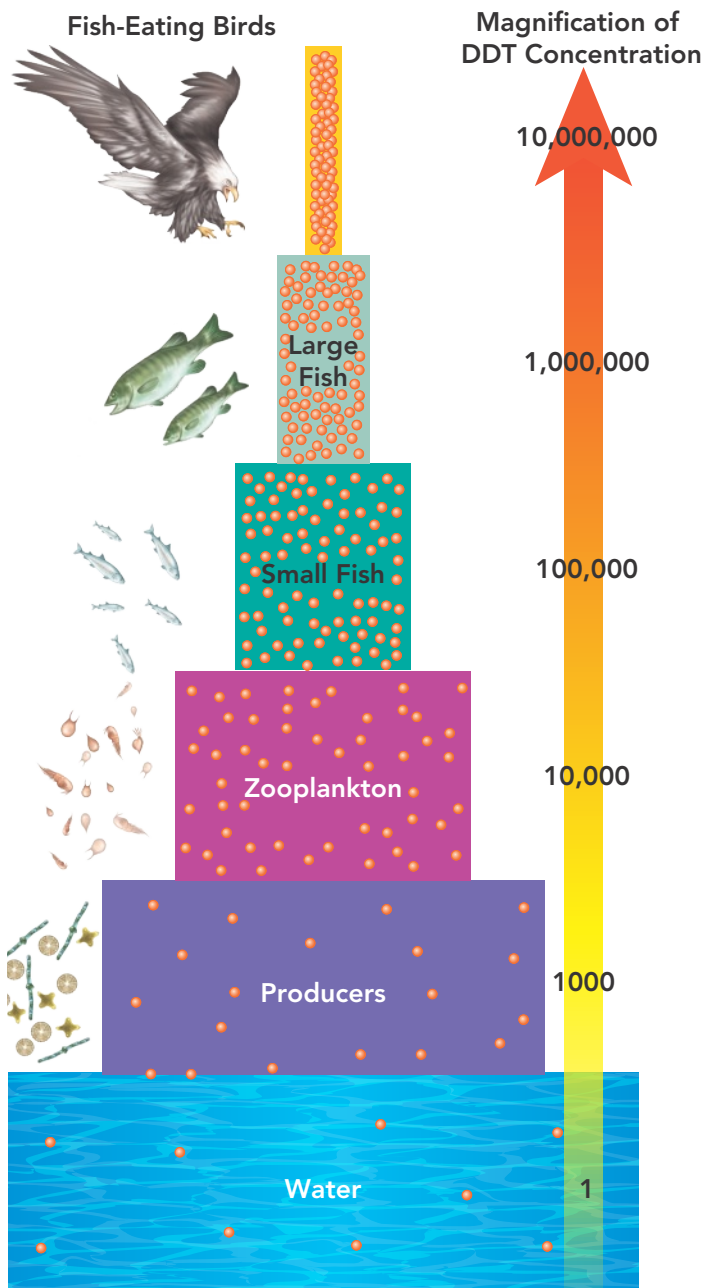 Fish-Eating Birds
Magnification of
DDT Concentration
10,000,000
Large
Fish
1,000,000
Small Fish
100,000
Zooplankton
10,000
Producers
1000
Water
1